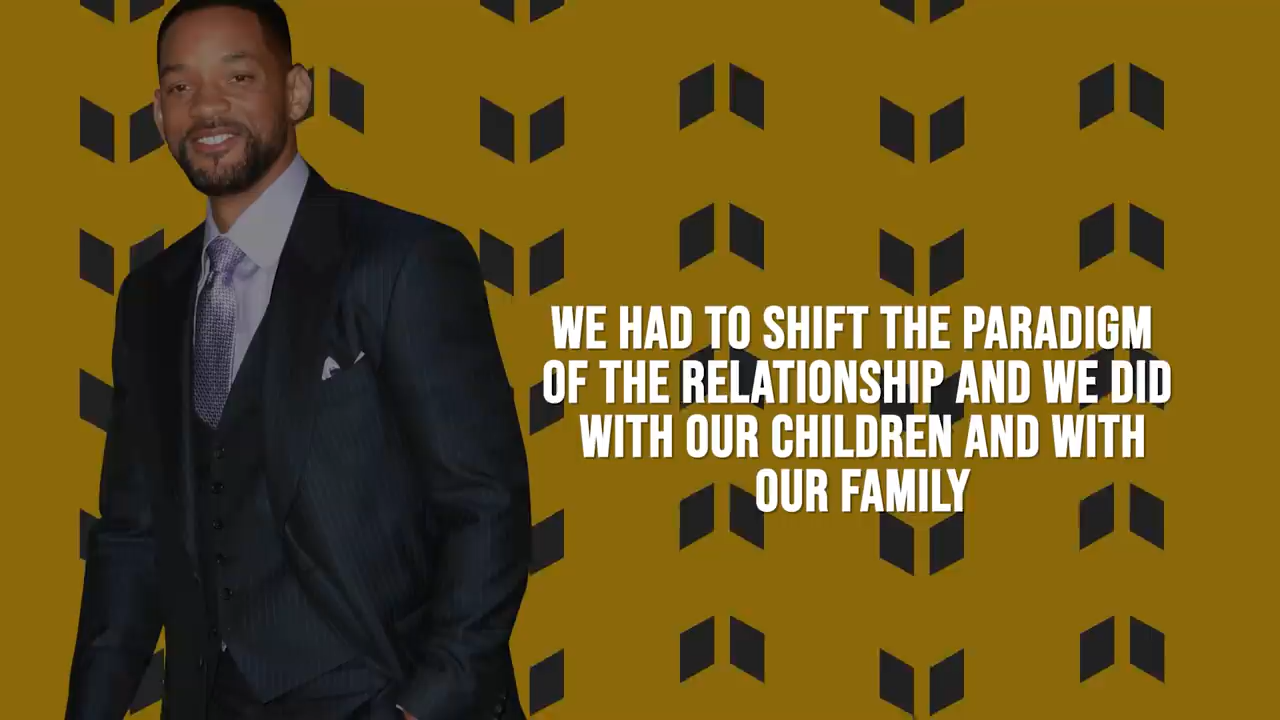 WE HAD TO SHIFT THE PARADIGM
OF THE RELATIONSHIP AND WE DID
WITH OUR CHILDREN AND WITH
OUR FAMILY